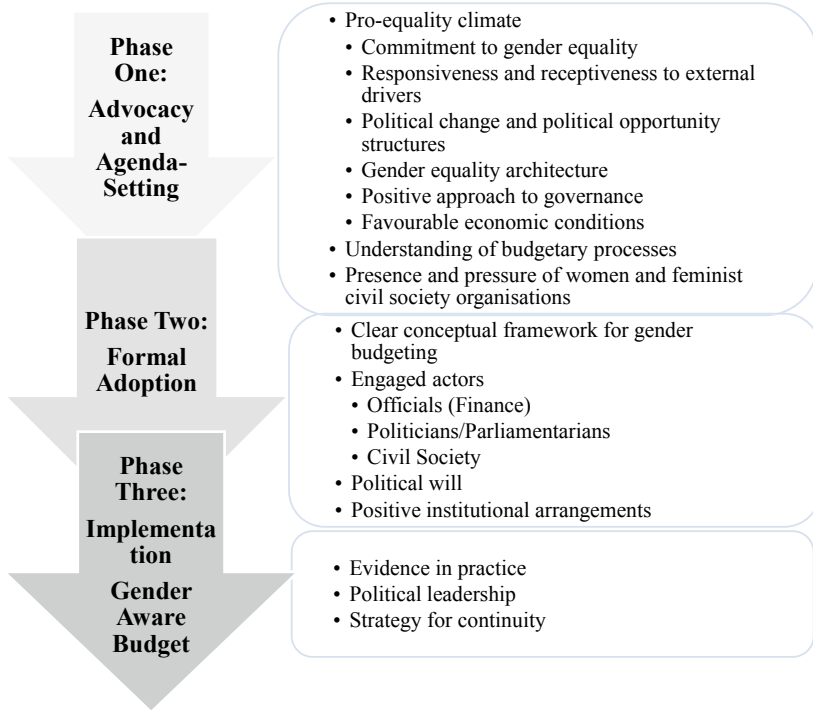 Phase
One:
Advocacy
and
Agenda-
Setting
• Pro-equality climate
• Commitment to gender equality
• Responsiveness and receptiveness to external
drivers
• Political change and political opportunity
structures
• Gender equality architecture
• Positive approach to governance
• Favourable economic conditions
• Understanding of budgetary processes
• Presence and pressure of women and feminist
civil society organisations
Phase Two:
Formal
Adoption
• Clear conceptual framework for gender
budgeting
• Engaged actors
• Officials (Finance)
• Politicians/Parliamentarians
• Civil Society
• Political will
• Positive institutional arrangements
Phase
Three:
Implementa
tion
Gender
Aware
Budget
• Evidence in practice
• Political leadership
• Strategy for continuity